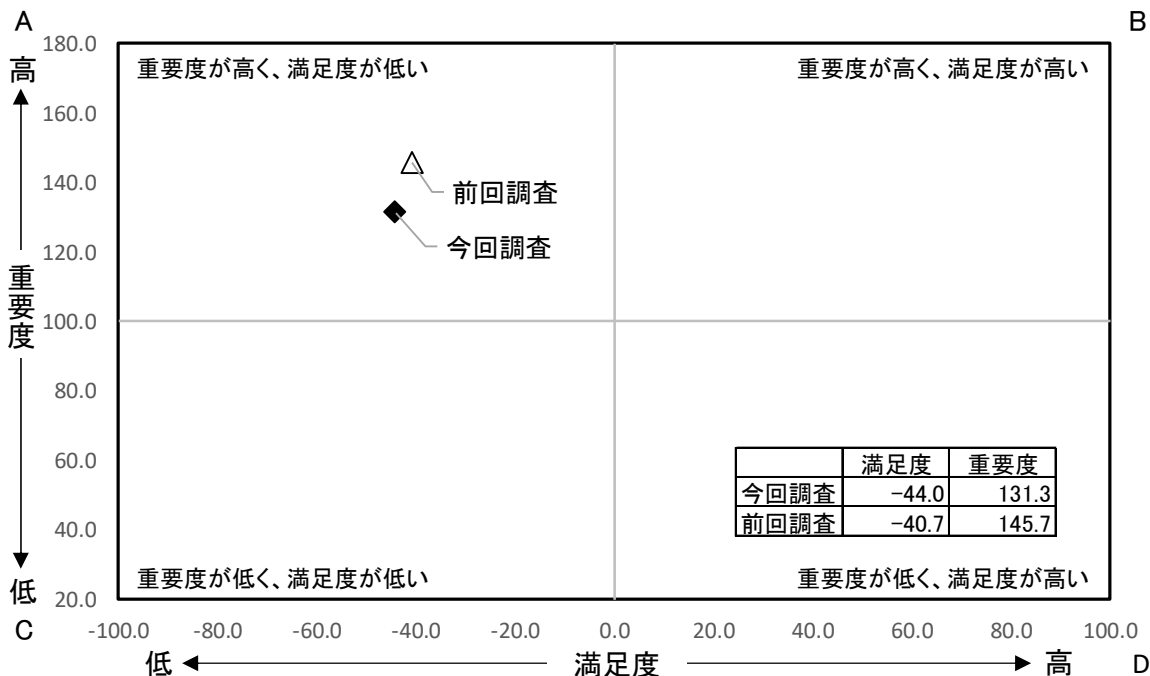 A
B
180.0
高
重要度が高く、満足度が低い
重要度が高く、満足度が高い
160.0
140.0
前回調査
今回調査
120.0
重要度
100.0
80.0
60.0
満足度 重要度
今回調査 -44.0 131.3
前回調査 -40.7 145.7
40.0
重要度が低く、満足度が低い
重要度が低く、満足度が高い
低
20.0
C
-100.0 -80.0 -60.0 -40.0 -20.0 0.0 20.0 40.0 60.0 80.0 100.0
低 満足度 高
D